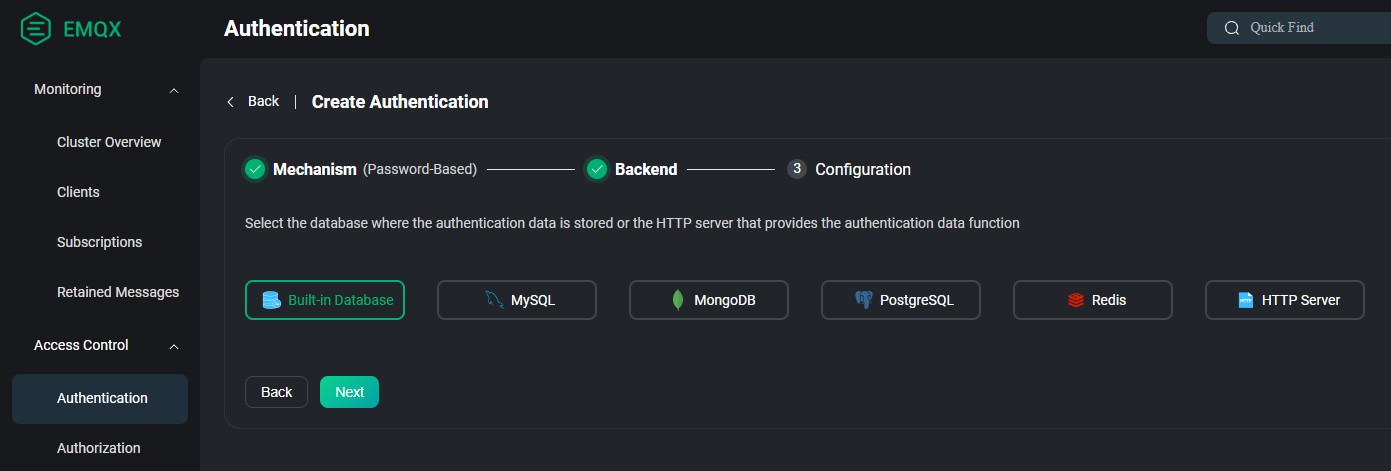 EMQX
Authentication
Quick Find
Monitoring
Cluster Overview
Clients
Subscriptions
Retained Messages
Access Control
Authentication
Authorization
Back | Create Authentication
Mechanism (Password-Based) Backend 3 Configuration
Select the database where the authentication data is stored or the HTTP server that provides the authentication data function
Built-in Database MySQL MongoDB PostgreSQL Redis HTTP Server
Back Next